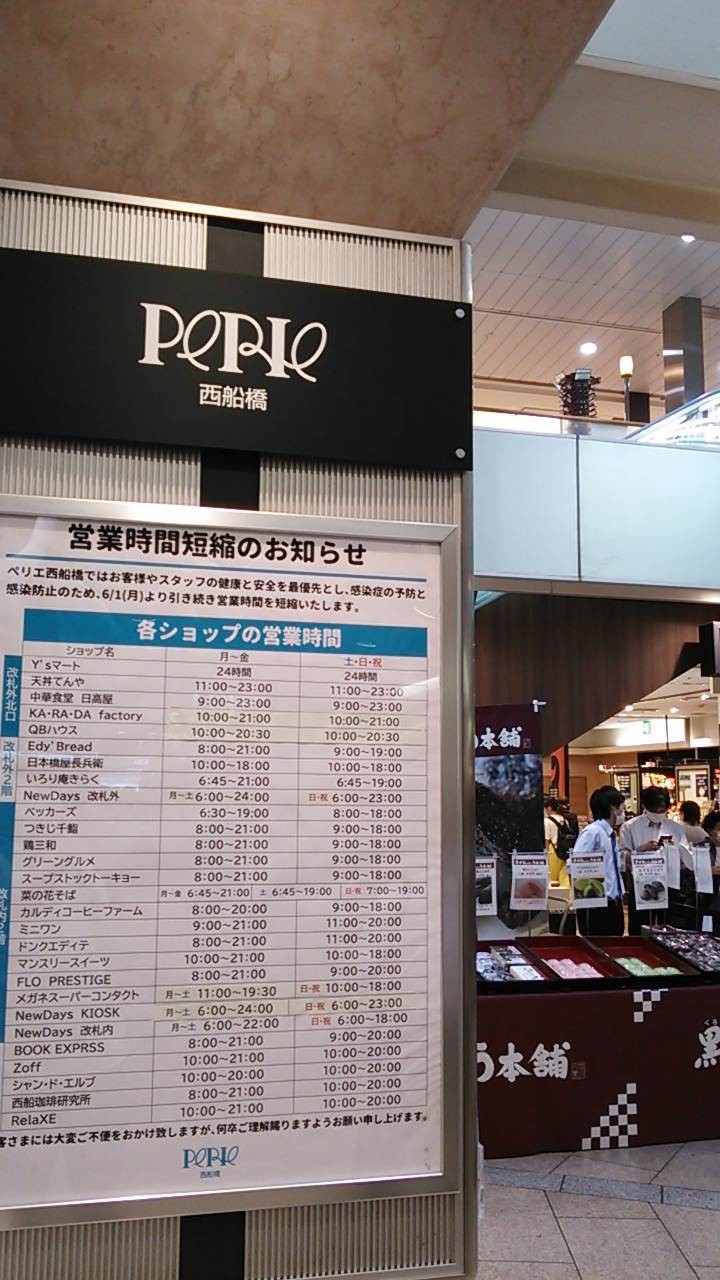 PERIE
西船橋
営業時間短縮のお知らせ
ペリエ西船橋ではお客様やスタッフの健康と安全を最優先とし、感染症の予防と
感染防止のため、6/1(月)より引き続き営業時間を短縮いたします。
各ショップの営業時間
ショップ名 月～金 土・日・祝
改札外北口
Y'sマート 24時間 24時間
天丼てんや 11:00～23:00 11:00～23:00
中華食堂 日高屋 9:00～23:00 9:00～23:00
KA・RA・DA factory 10:00～21:00 10:00～21:00
QBハウス 10:00～20:30 10:00～20:30
改札外2階
Edy'Bread 8:00～21:00 9:00～19:00
日本橋屋長兵衛 10:00～18:00 10:00～18:00
いろり庵きらく 6:45～21:00 6:45～19:00
NewDays 改札外 月～土 6:00～24:00 日・祝 6:00～23:00
ベッカーズ 6:30～19:00 8:00～18:00
つきじ千鮨 8:00～21:00 9:00～18:00
鶏三和 8:00～21:00 9:00～18:00
グリーングルメ 8:00～21:00 9:00～18:00
スープストックトーキョー 8:00～21:00 9:00～18:00
菜の花そば 月～金 6:45～21:00 土 6:45～19:00 日・祝 7:00～19:00
カルディコーヒーファーム 8:00～20:00 9:00～18:00
ミニワン 9:00～21:00 11:00～20:00
ドンクエディテ 8:00～21:00 11:00～20:00
マンスリースイーツ 10:00～21:00 10:00～18:00
FLO PRESTIGE 8:00～21:00 9:00～20:00
メガネスーパーコンタクト 月～土 11:00～19:30 日・祝 10:00～18:00
NewDays KIOSK 月～土 6:00～24:00 日・祝 6:00～23:00
NewDays 改札内 月～土 6:00～22:00 日・祝 6:00～18:00
BOOK EXPRSS 8:00～21:00 9:00～20:00
Zoff 10:00～21:00 10:00～20:00
シャン・ド・エルブ 10:00～20:00 10:00～20:00
西船珈琲研究所 8:00～21:00 10:00～20:00
RelaXE 10:00～21:00 10:00～20:00
客さまには大変ご不便をおかけ致しますが、何卒ご理解賜りますようお願い申し上げます。
PERIE
西船橋
う本舗
う本舗
黒